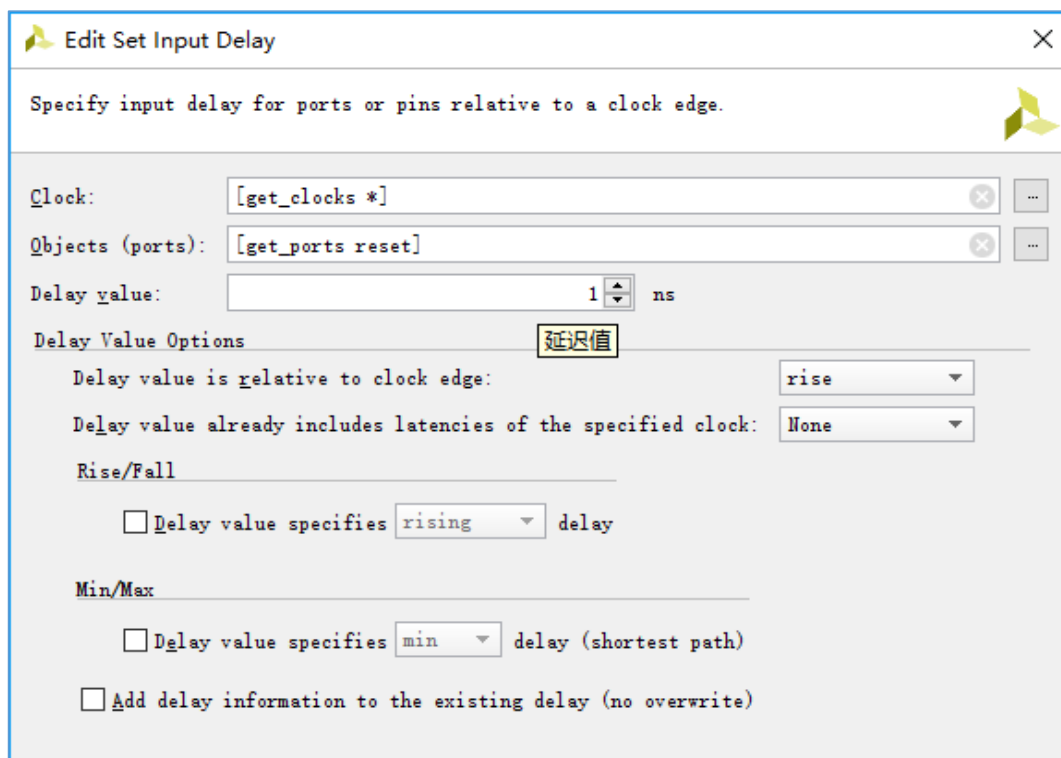 Edit Set Input Delay
Specify input delay for ports or pins relative to a clock edge.
Clock: [get_clocks *] ...
Objects (ports): [get_ports reset] ...
Delay value: 1 ns
延迟值
Delay Value Options
Delay value is relative to clock edge: rise
Delay value already includes latencies of the specified clock: None
Rise/Fall
Delay value specifies rising delay
Min/Max
Delay value specifies min delay (shortest path)
Add delay information to the existing delay (no overwrite)